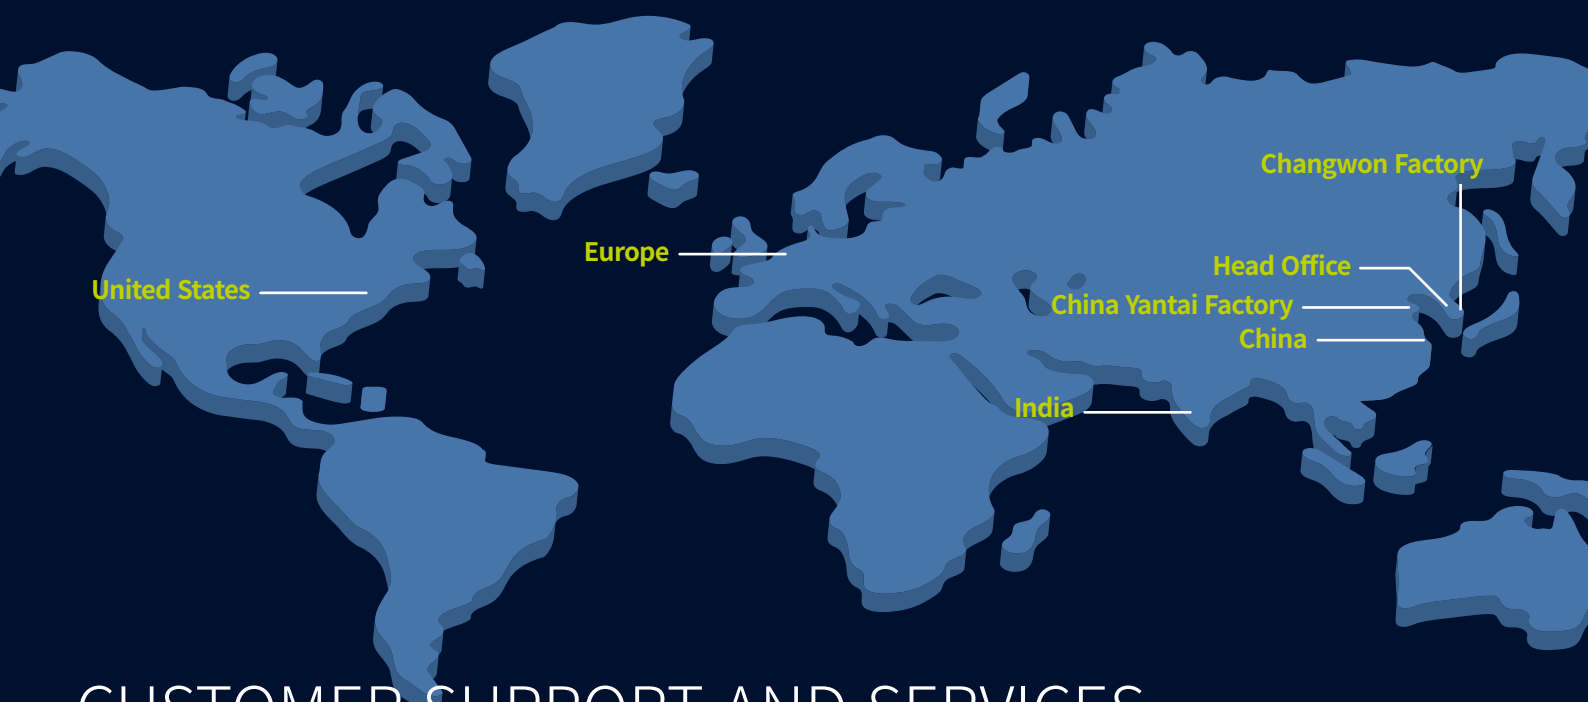 Changwon Factory
Europe
Head Office
United States
China Yantai Factory
China
India
CUSTOMER SUPPORT AND SERVICES